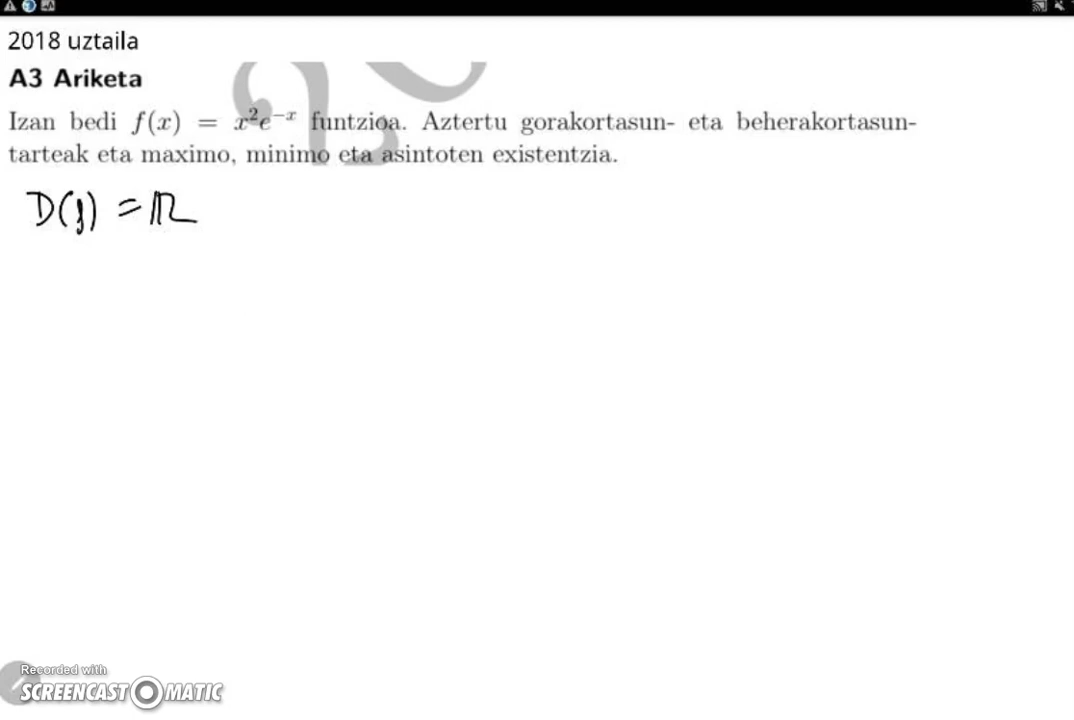 2018 uztaila
A3 Ariketa
Izan bedi f(x) = x²e⁻ˣ funtzioa. Aztertu gorakortasun- eta beherakortasun-
tarteak eta maximo, minimo eta asintoten existentzia.
D(f) = ℝ
Recorded with
SCREENCAST O MATIC